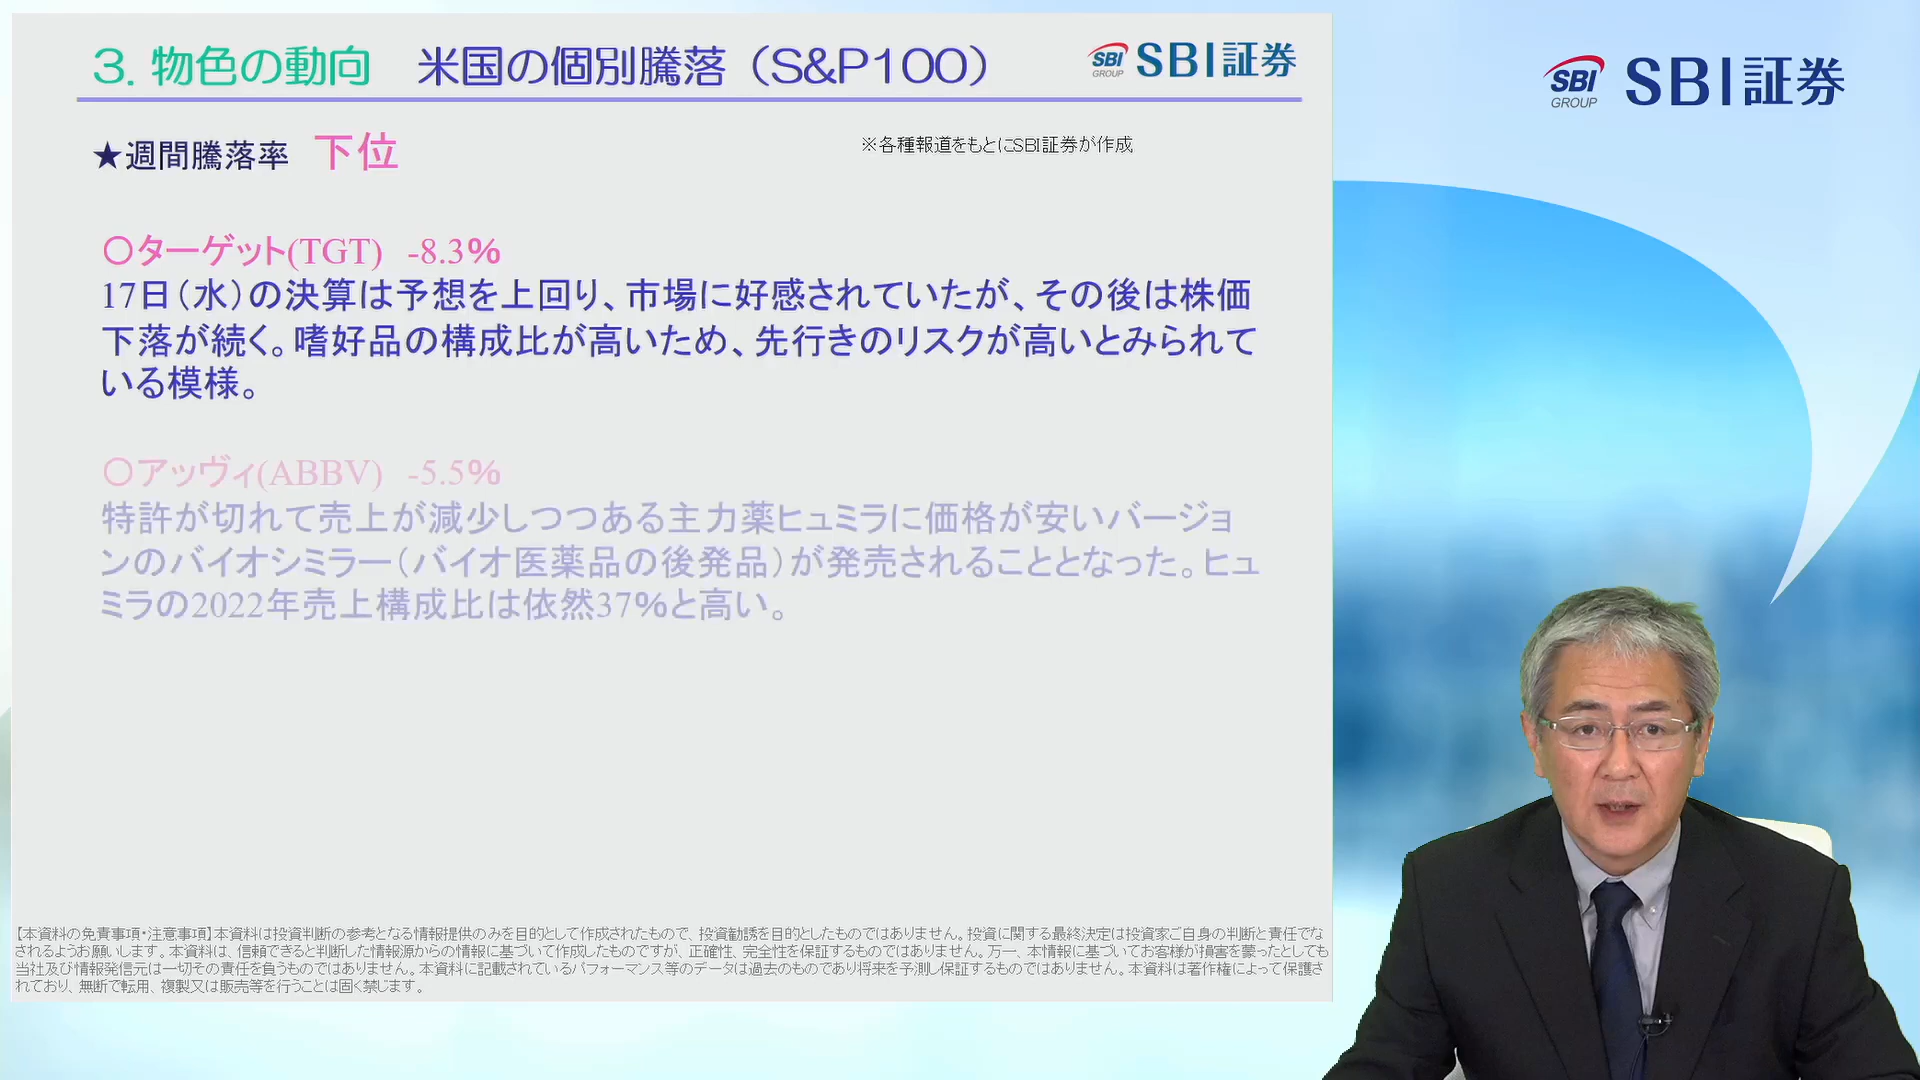 3. 物色の動向　米国の個別騰落（S&P100）
SBI GROUP SBI証券
SBI GROUP SBI証券
★週間騰落率　下位
※各種報道をもとにSBI証券が作成
〇ターゲット(TGT)　-8.3%
17日（水）の決算は予想を上回り、市場に好感されていたが、その後は株価
下落が続く。嗜好品の構成比が高いため、先行きのリスクが高いとみられて
いる模様。
〇アッヴィ(ABBV)　-5.5%
特許が切れて売上が減少しつつある主力薬ヒュミラに価格が安いバージョ
ンのバイオシミラー（バイオ医薬品の後発品）が発売されることとなった。ヒュ
ミラの2022年売上構成比は依然37%と高い。
【本資料の免責事項・注意事項】本資料は投資判断の参考となる情報提供のみを目的として作成されたもので、投資勧誘を目的としたものではありません。投資に関する最終決定は投資家ご自身の判断と責任でな
されるようお願いします。本資料は、信頼できると判断した情報源からの情報に基づいて作成したものですが、正確性、完全性を保証するものではありません。万一、本情報に基づいてお客様が損害を蒙ったとしても
当社及び情報発信元は一切その責任を負うものではありません。本資料に記載されているパフォーマンス等のデータは過去のものであり将来を予測し保証するものではありません。本資料は著作権によって保護さ
れており、無断で転用、複製又は販売等を行うことは固く禁じます。